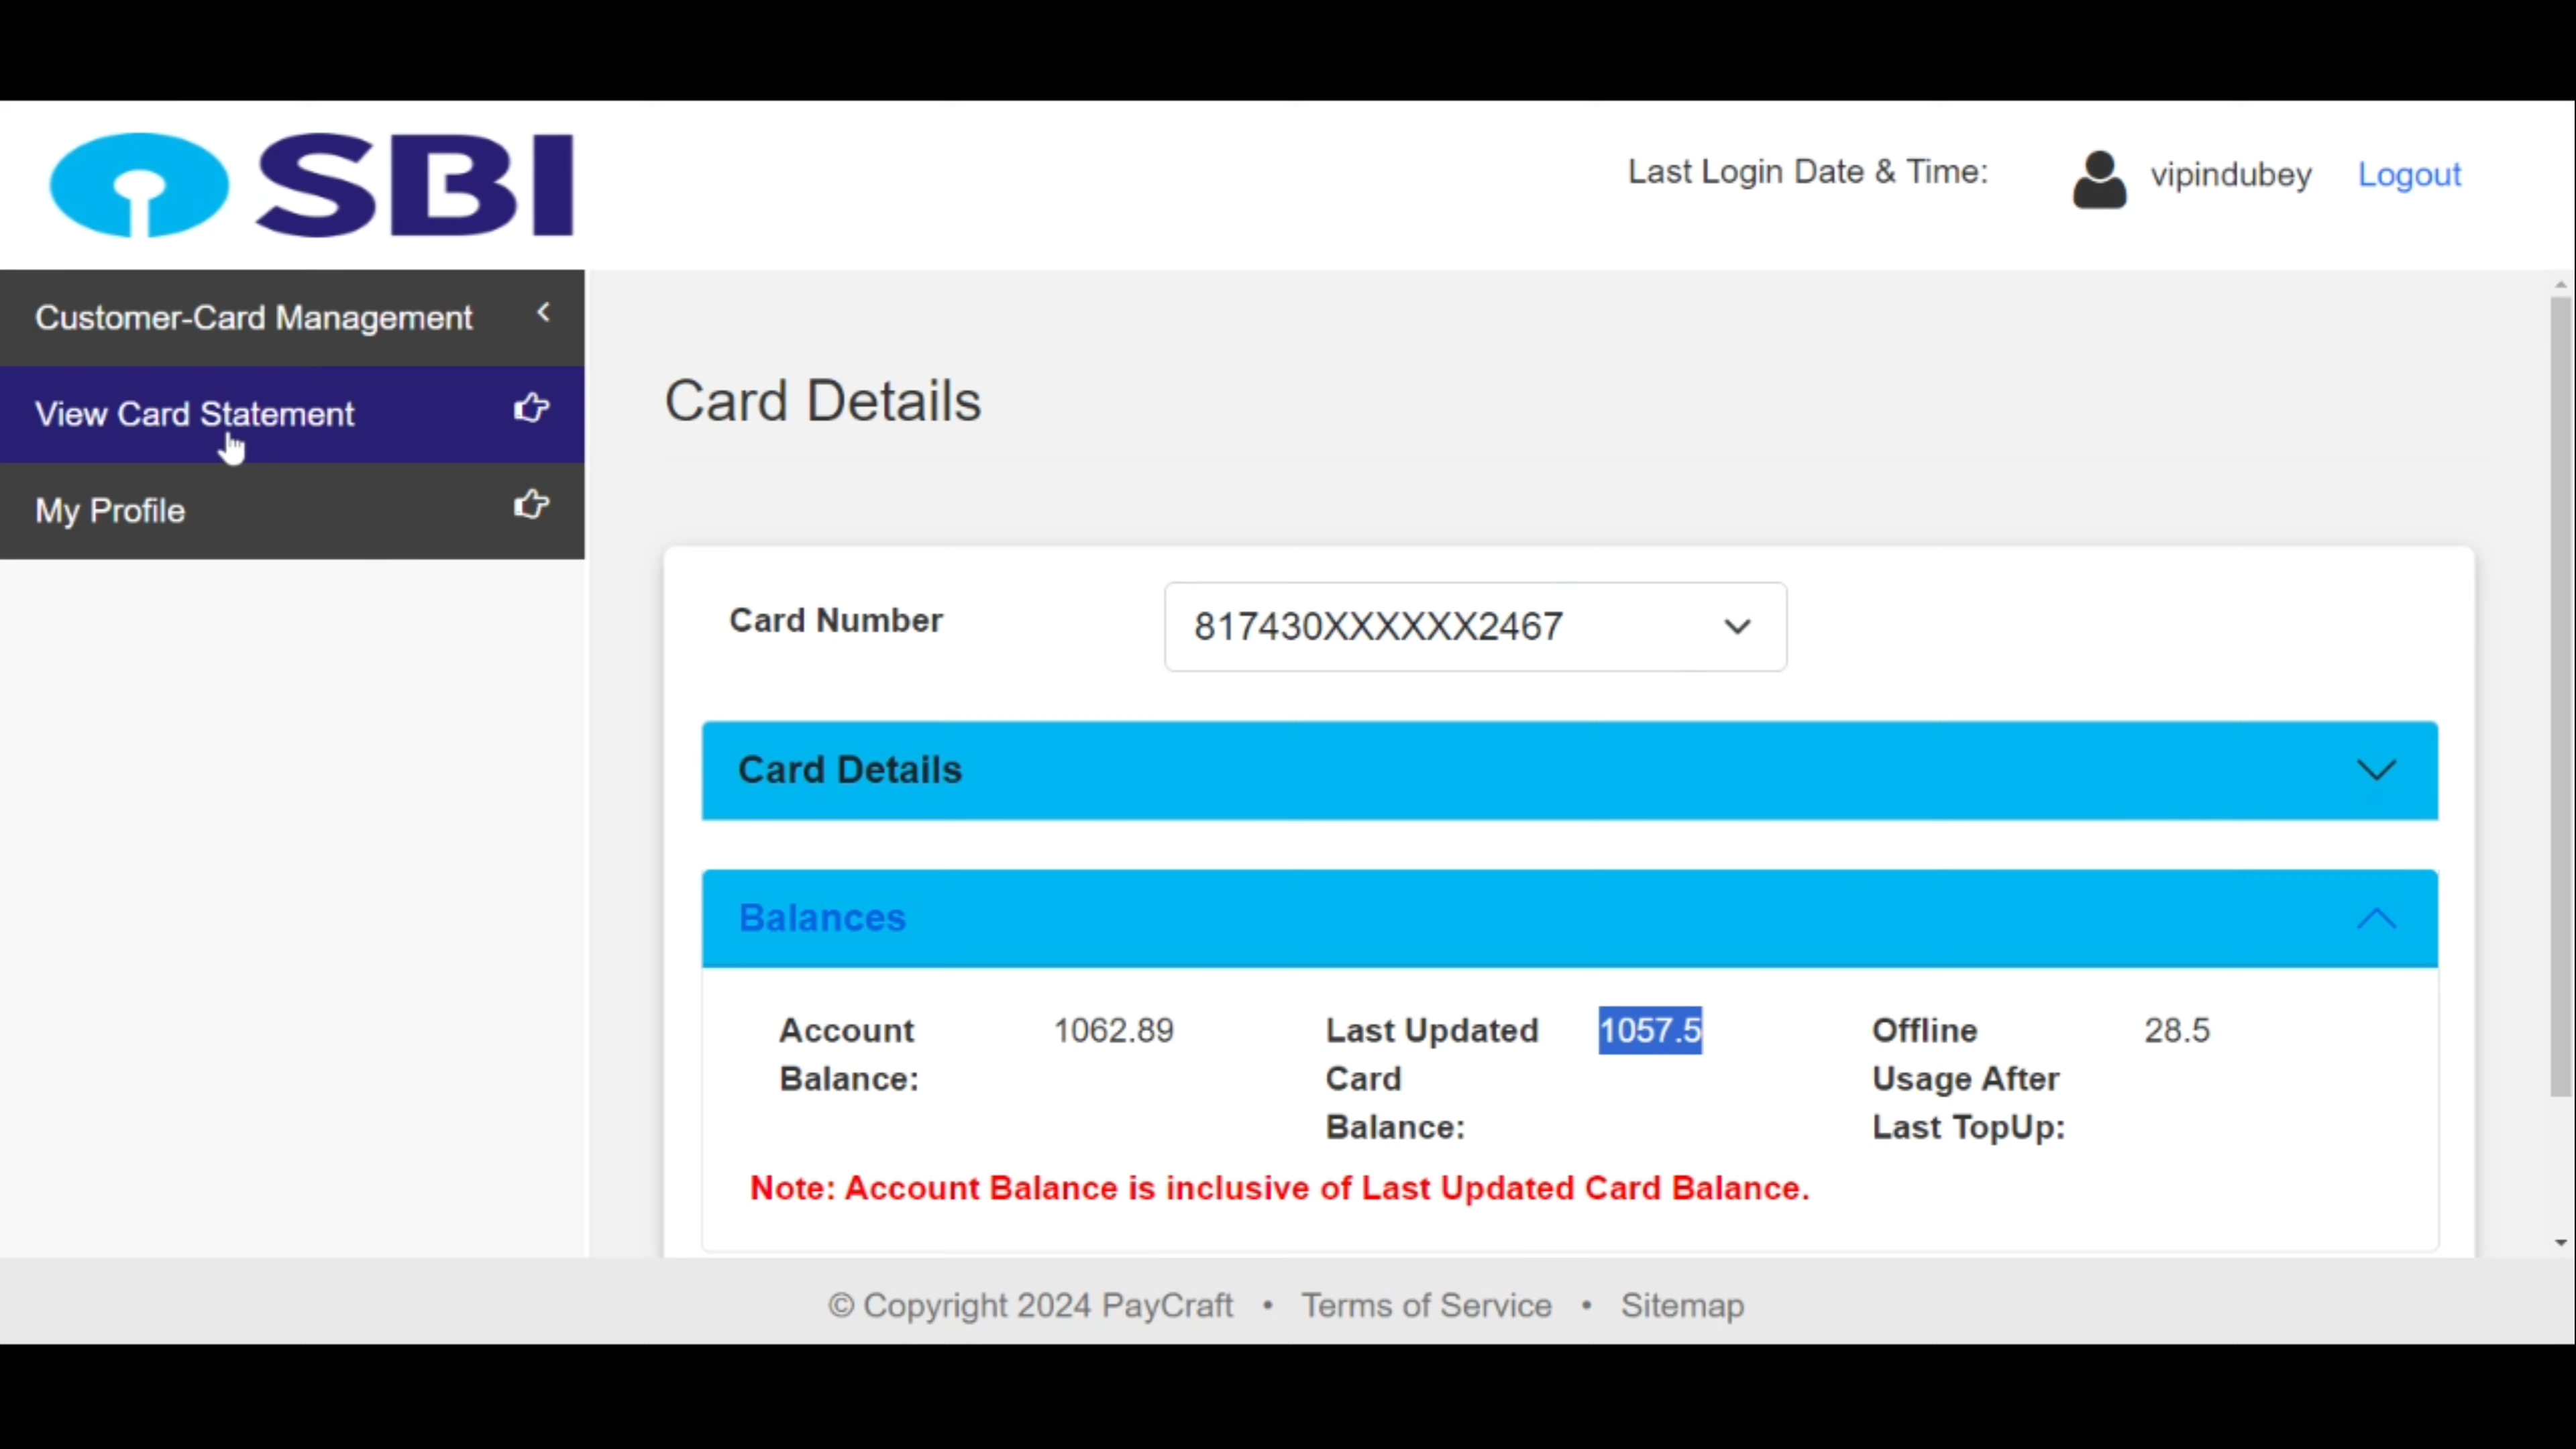 SBI
Last Login Date & Time:
vipindubey
Logout
Customer-Card Management
View Card Statement
My Profile
Card Details
Card Number
817430XXXXXX2467
Card Details
Balances
Account
Balance:
1062.89
Last Updated
Card
Balance:
1057.5
Offline
Usage After
Last TopUp:
28.5
Note: Account Balance is inclusive of Last Updated Card Balance.
© Copyright 2024 PayCraft • Terms of Service • Sitemap